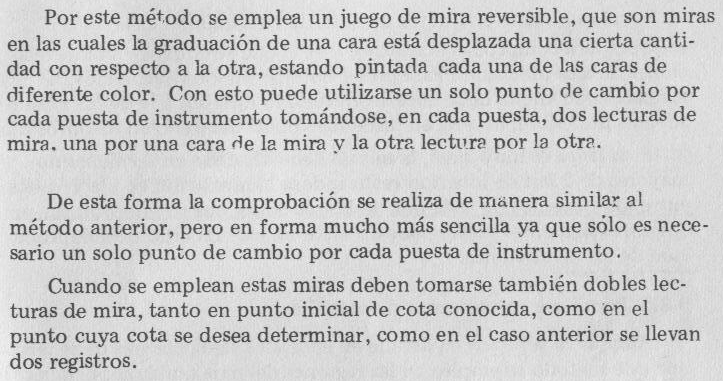 Por este método se emplea un juego de mira reversible, que son miras
en las cuales la graduación de una cara está desplazada una cierta canti-
dad con respecto a la otra, estando pintada cada una de las caras de
diferente color. Con esto puede utilizarse un solo punto de cambio por
cada puesta de instrumento tomándose, en cada puesta, dos lecturas de
mira, una por una cara de la mira y la otra lectura por la otra.
De esta forma la comprobación se realiza de manera similar al
método anterior, pero en forma mucho más sencilla ya que sólo es nece-
sario un solo punto de cambio por cada puesta de instrumento.
Cuando se emplean estas miras deben tomarse también dobles lec-
turas de mira, tanto en punto inicial de cota conocida, como en el
punto cuya cota se desea determinar, como en el caso anterior se llevan
dos registros.